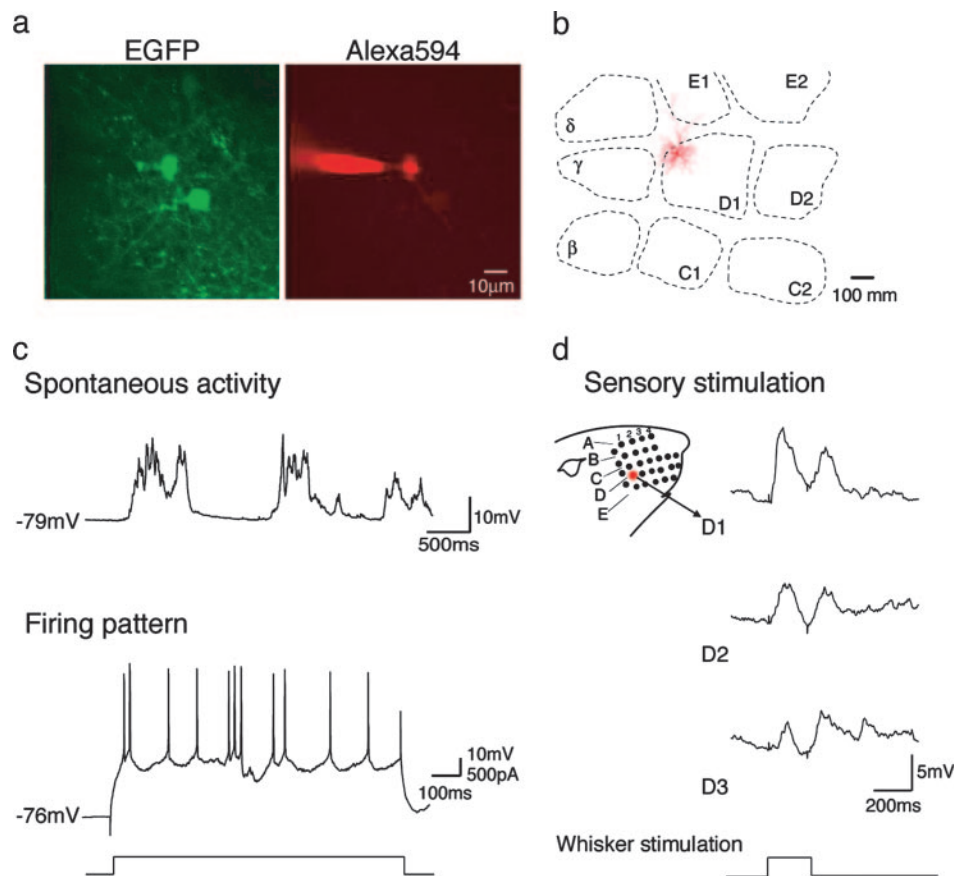 a
EGFP
Alexa594
10μm
b
E1
E2
δ
γ
D1
D2
β
C1
C2
100 mm
c
Spontaneous activity
-79mV
10mV
500ms
Firing pattern
10mV
500pA
100ms
-76mV
d
Sensory stimulation
1 2 3 4
A
B
C
D
E
D1
D2
D3
5mV
200ms
Whisker stimulation